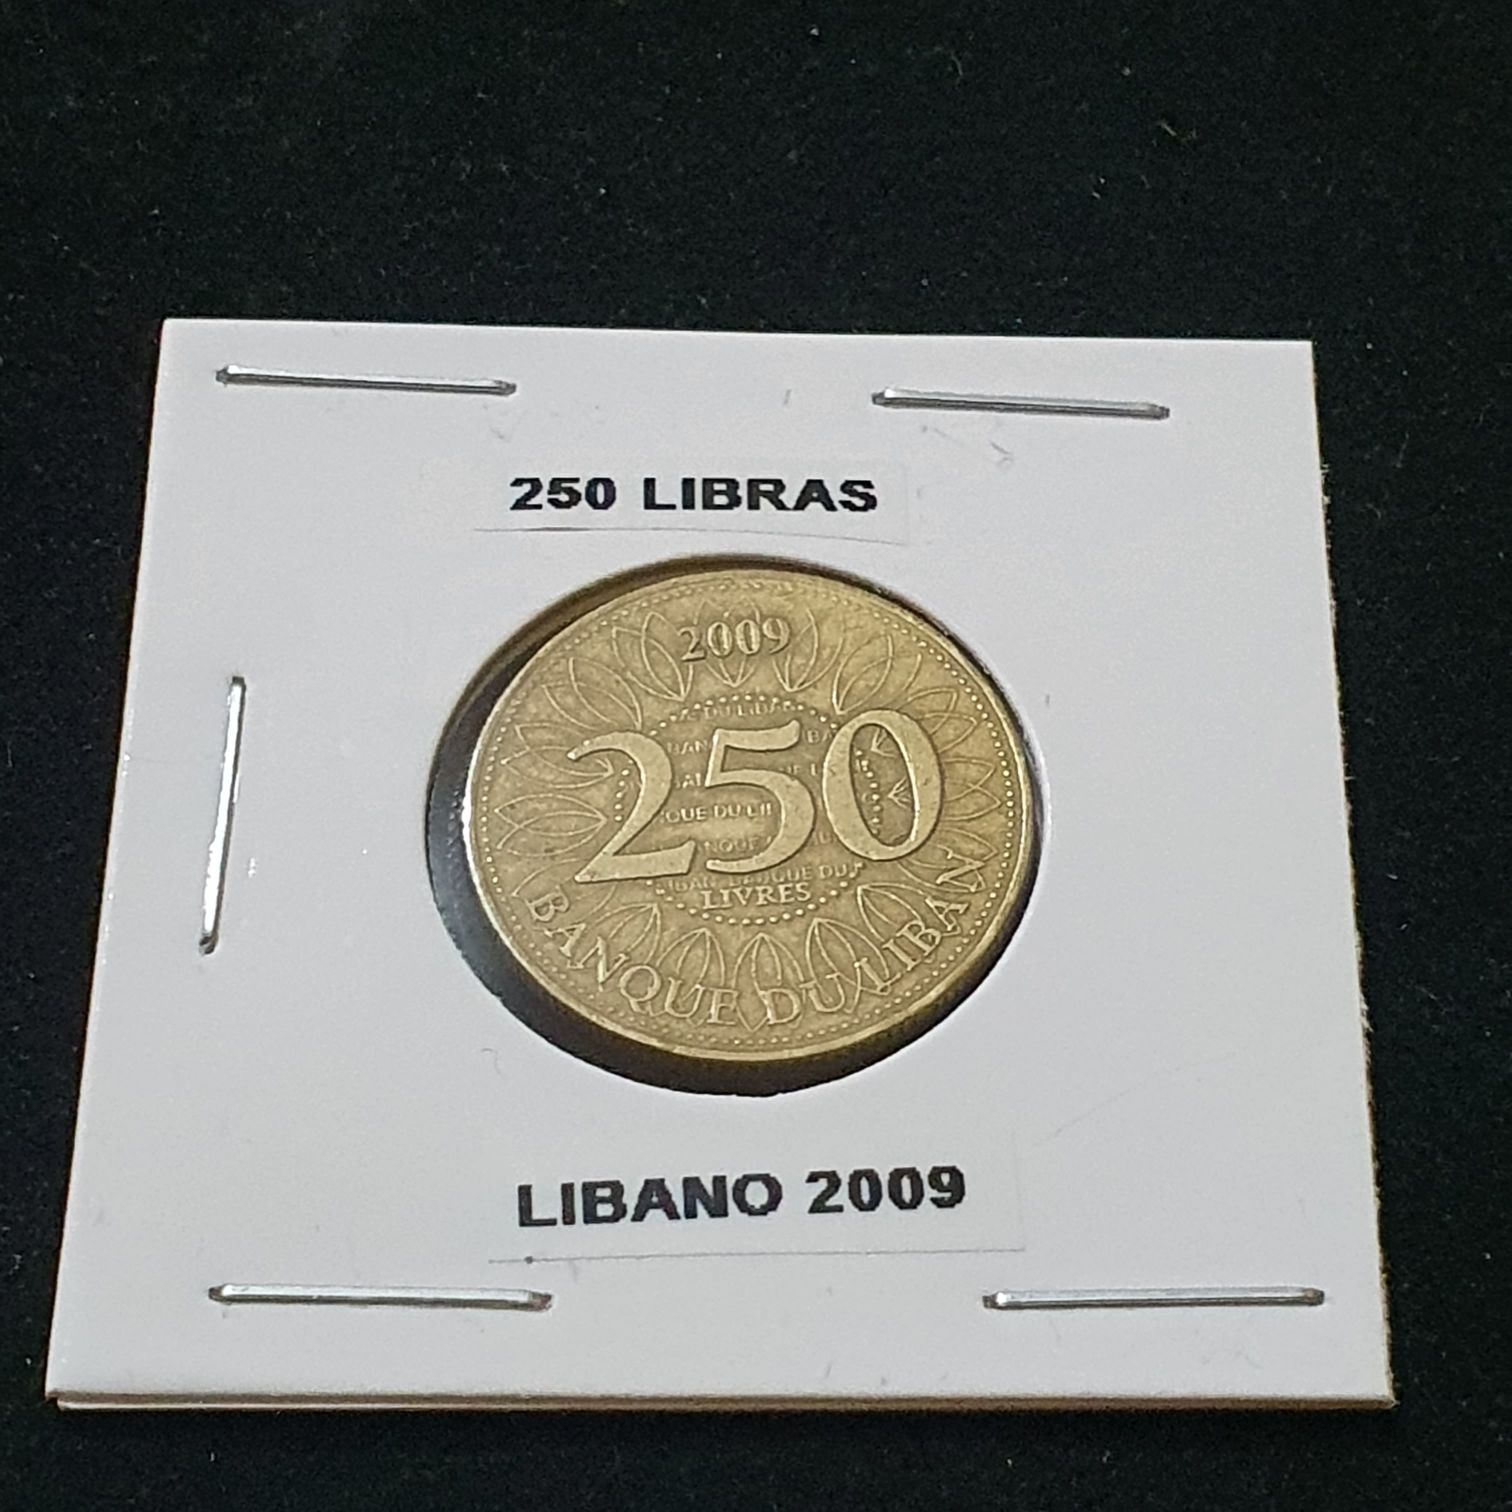 250 LIBRAS
2009
250
LIVRES
BANQUE DU LIBAN
LIBANO 2009